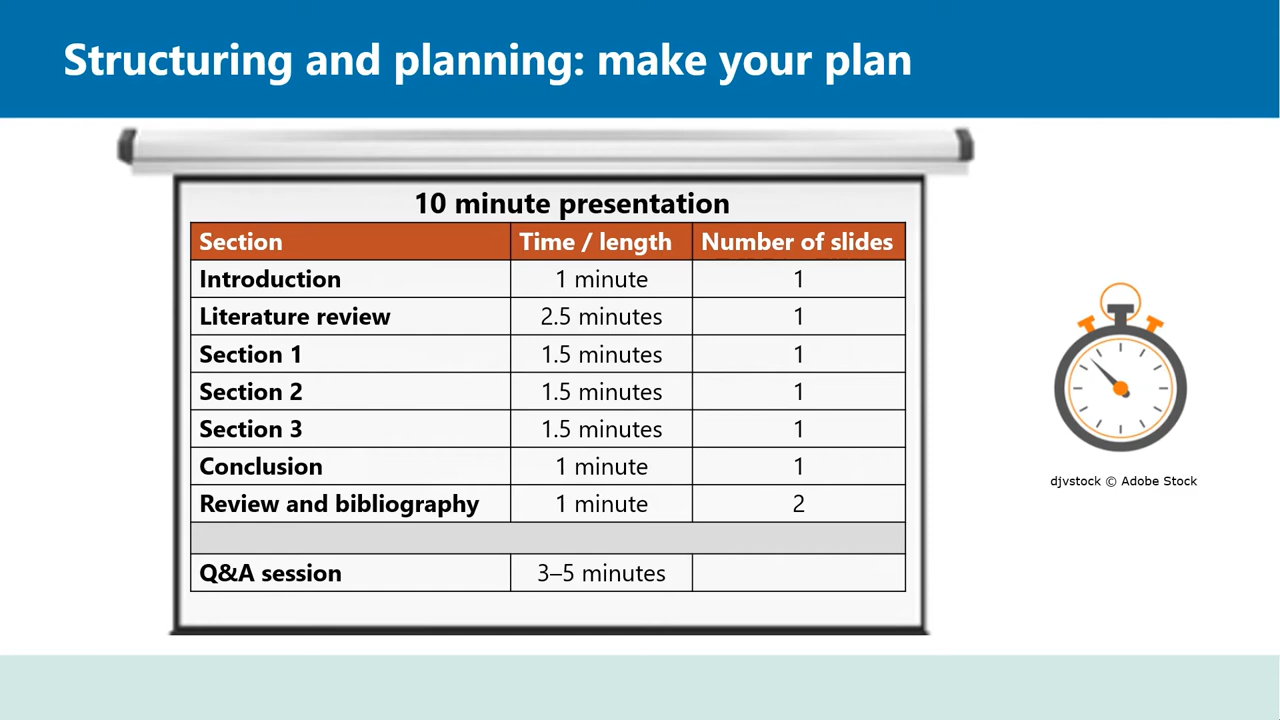 Structuring and planning: make your plan
10 minute presentation
Section Time / length Number of slides
Introduction 1 minute 1
Literature review 2.5 minutes 1
Section 1 1.5 minutes 1
Section 2 1.5 minutes 1
Section 3 1.5 minutes 1
Conclusion 1 minute 1
Review and bibliography 1 minute 2
Q&A session 3–5 minutes
djvstock © Adobe Stock